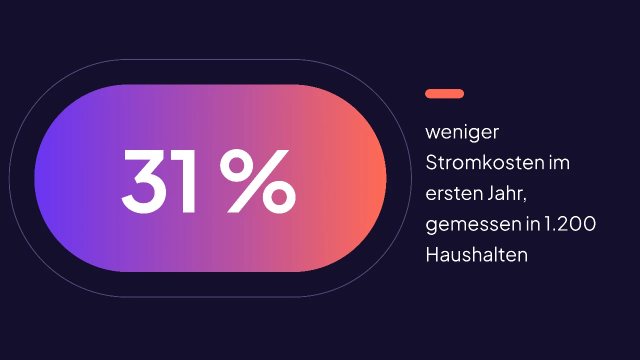 31 %
weniger
Stromkosten im
ersten Jahr,
gemessen in 1.200
Haushalten